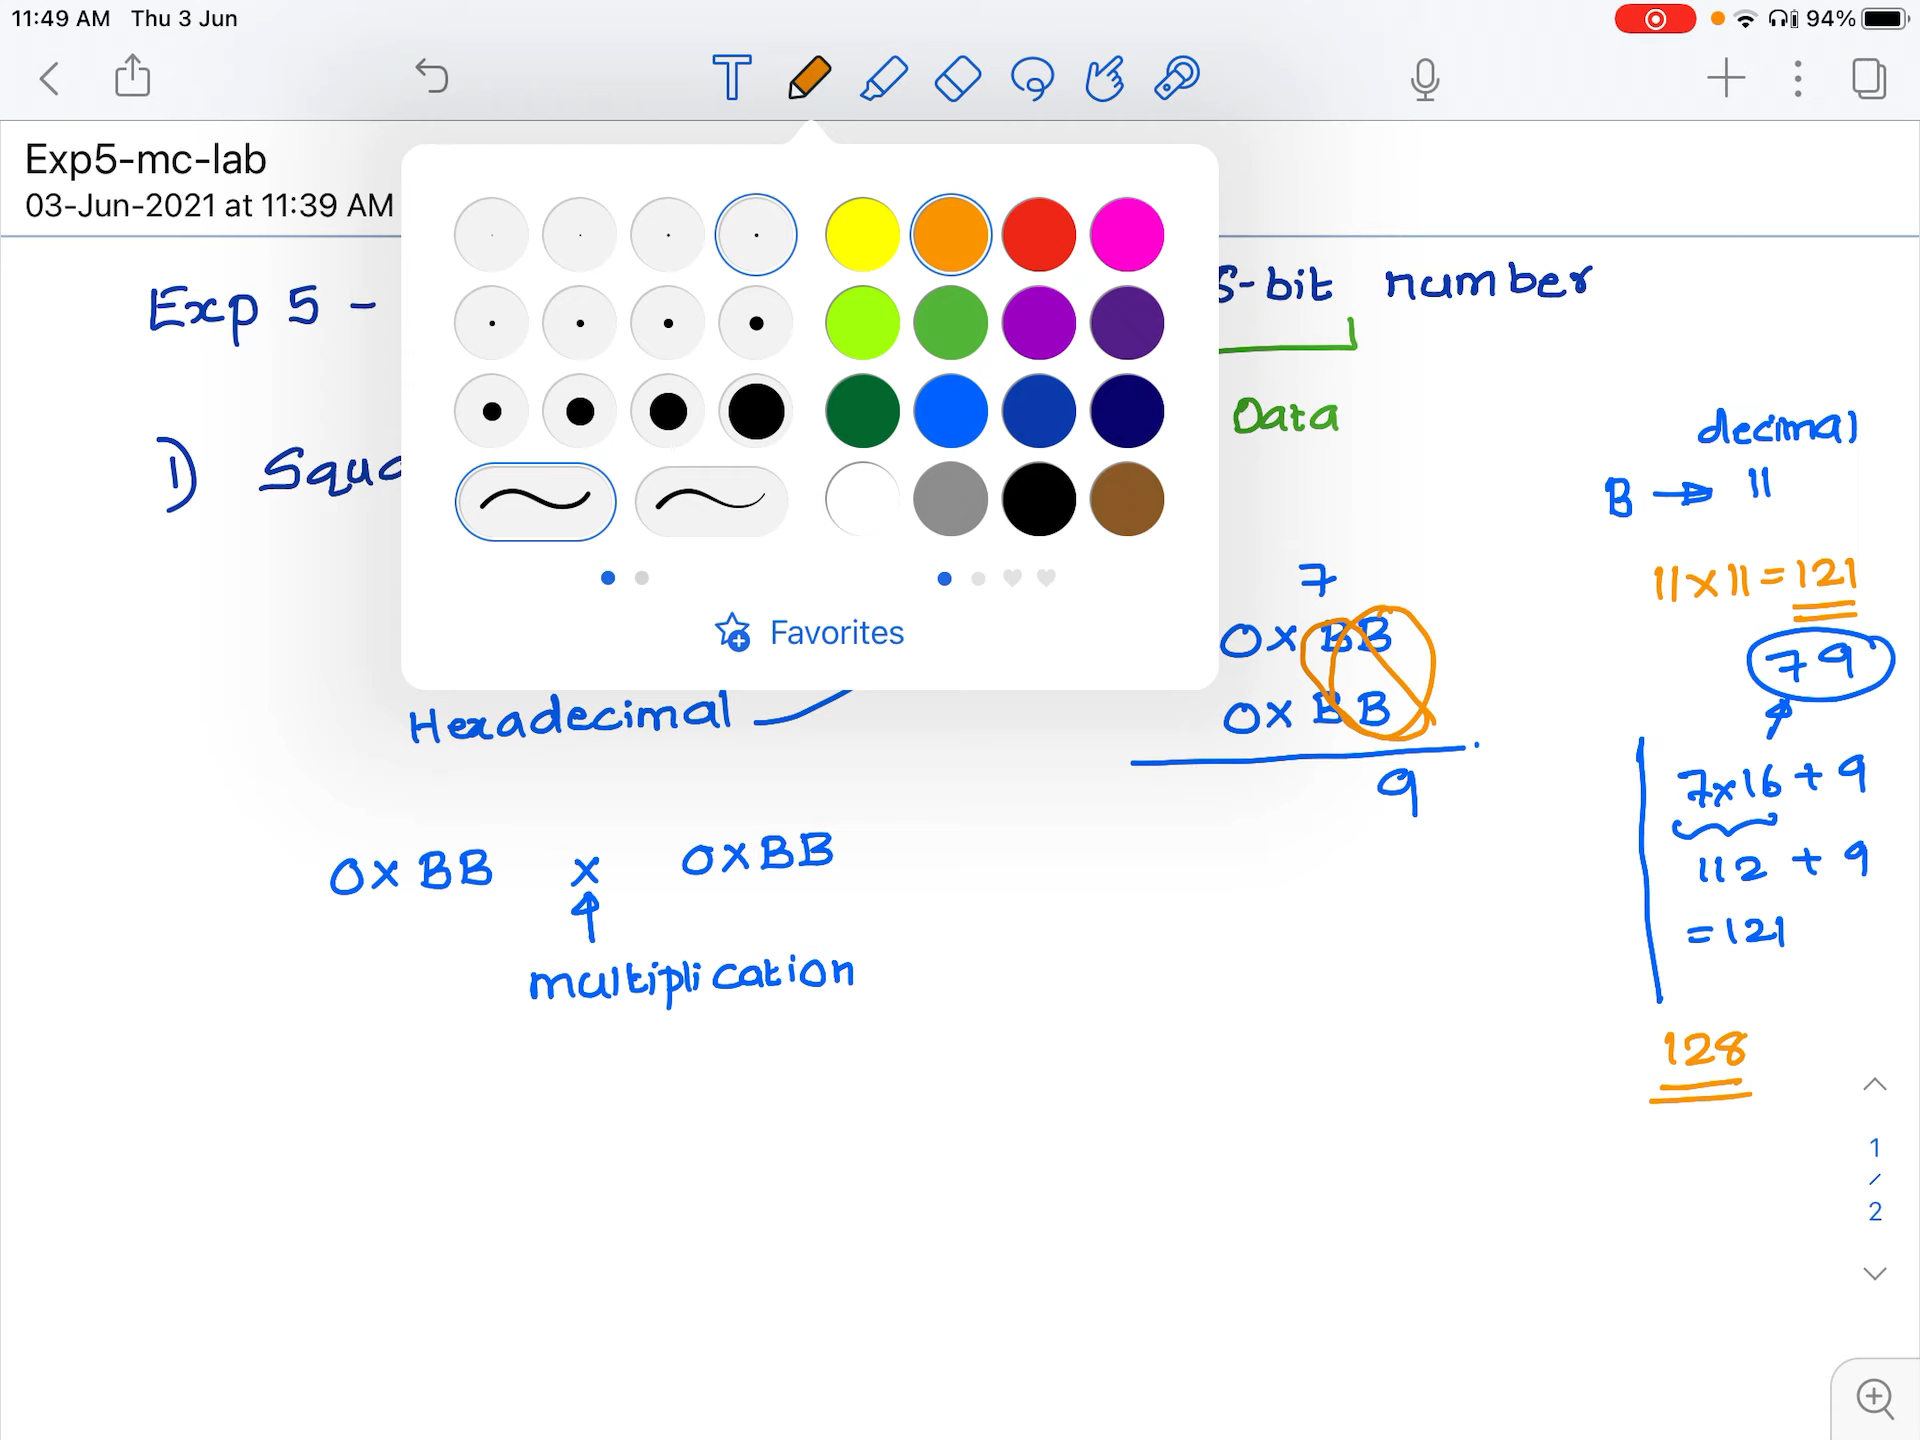 11:49 AM Thu 3 Jun 94%
T
Exp5-mc-lab
03-Jun-2021 at 11:39 AM
Exp 5 - -bit number
Data
1) Squa
decimal
B → 11
11 x 11 = 121
7
0x BB
79
Favorites
Hexadecimal
0x BB
7x16 + 9
9
112 + 9
0x BB x 0x BB
= 121
multiplication
128
1
/
2